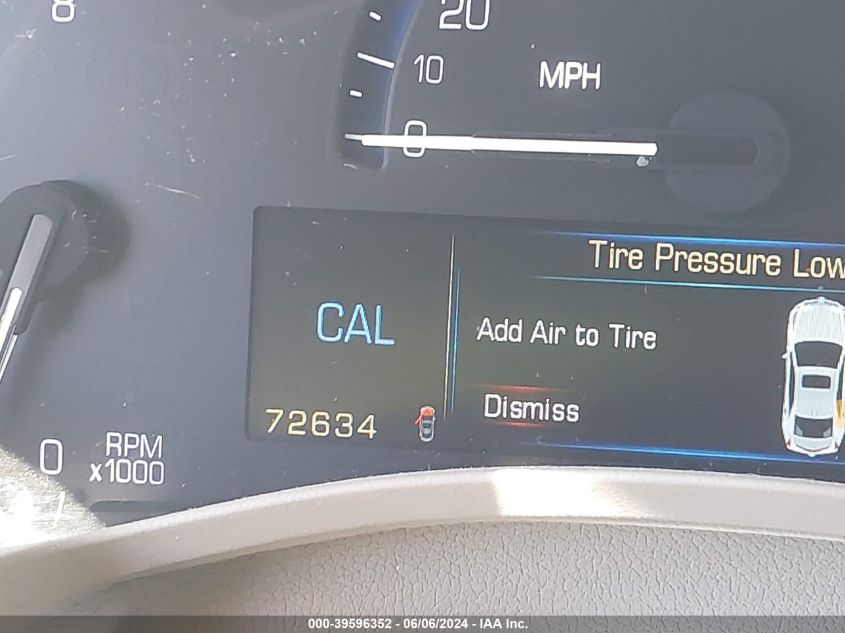 8
20
10
MPH
0
Tire Pressure Low
CAL
Add Air to Tire
Dismiss
72634
0
RPM
x1000
000-39596352 - 06/06/2024 - IAA Inc.